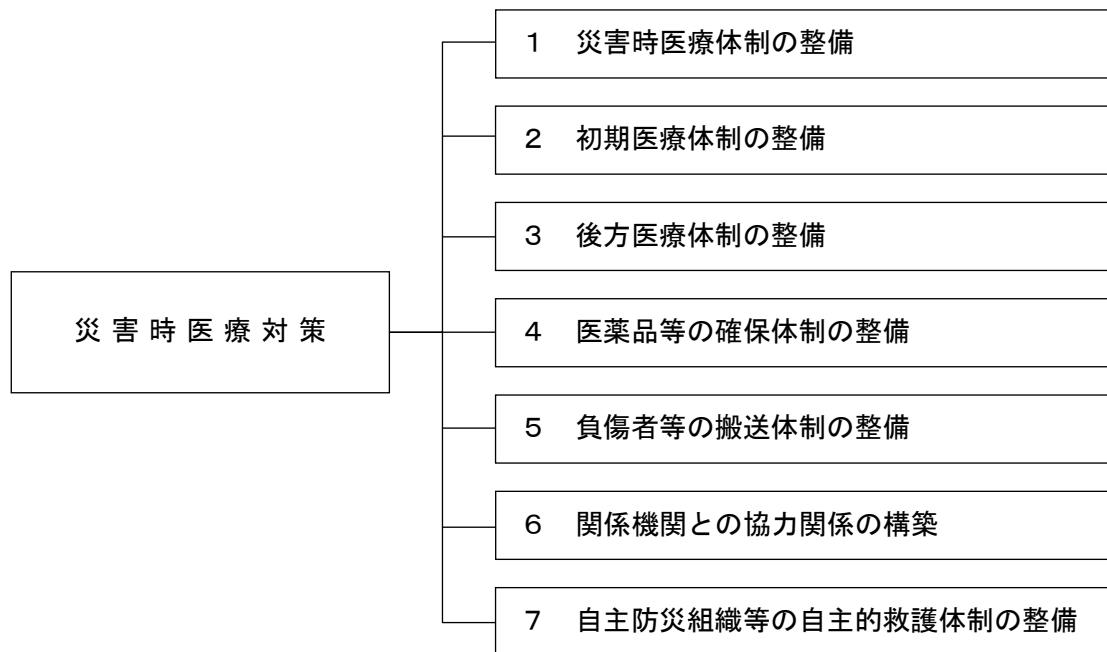 1 災害時医療体制の整備
2 初期医療体制の整備
3 後方医療体制の整備
災害時医療対策
4 医薬品等の確保体制の整備
5 負傷者等の搬送体制の整備
6 関係機関との協力関係の構築
7 自主防災組織等の自主的救護体制の整備